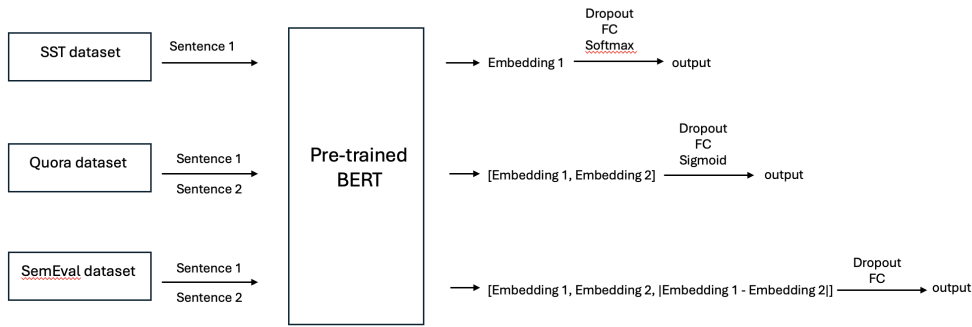 SST dataset
Sentence 1
Embedding 1
Dropout
FC
Softmax
output
Quora dataset
Sentence 1
Sentence 2
Pre-trained
BERT
[Embedding 1, Embedding 2]
Dropout
FC
Sigmoid
output
SemEval dataset
Sentence 1
Sentence 2
[Embedding 1, Embedding 2, |Embedding 1 - Embedding 2|]
Dropout
FC
output